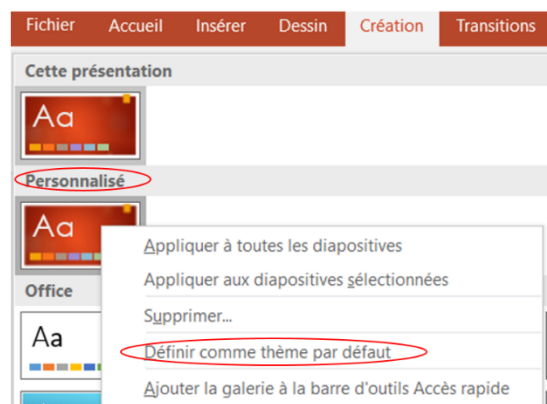 Fichier Accueil Insérer Dessin Création Transitions
Cette présentation
Aa
Personnalisé
Aa
Appliquer à toutes les diapositives
Appliquer aux diapositives sélectionnées
Office
Supprimer...
Aa
Définir comme thème par défaut
Ajouter la galerie à la barre d'outils Accès rapide